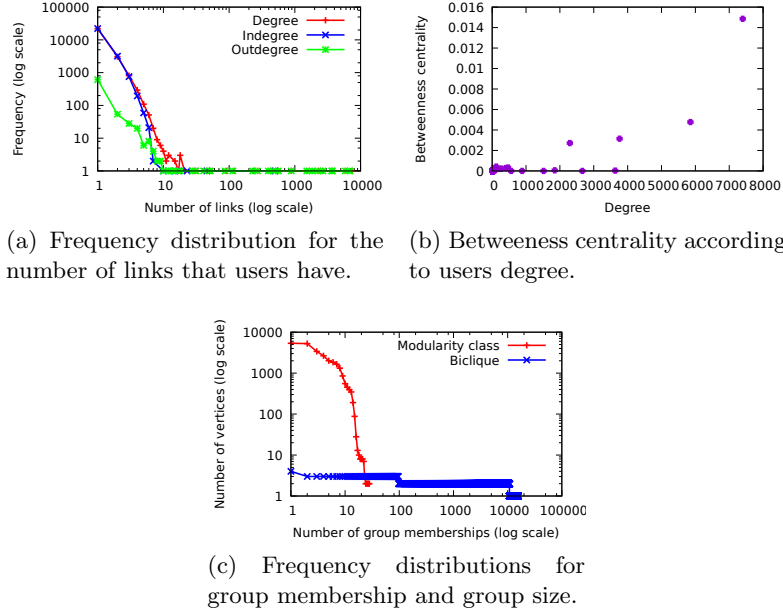 100000
10000
1000
100
10
1
1 10 100 1000 10000
Frequency (log scale)
Number of links (log scale)
Degree
Indegree
Outdegree
0.016
0.014
0.012
0.01
0.008
0.006
0.004
0.002
0
0 1000 2000 3000 4000 5000 6000 7000 8000
Betweenness centrality
Degree
(a) Frequency distribution for the
number of links that users have.
(b) Betweeness centrality according
to users degree.
10000
1000
100
10
1
1 10 100 1000 10000 100000
Number of vertices (log scale)
Number of group memberships (log scale)
Modularity class
Biclique
(c) Frequency distributions for
group membership and group size.